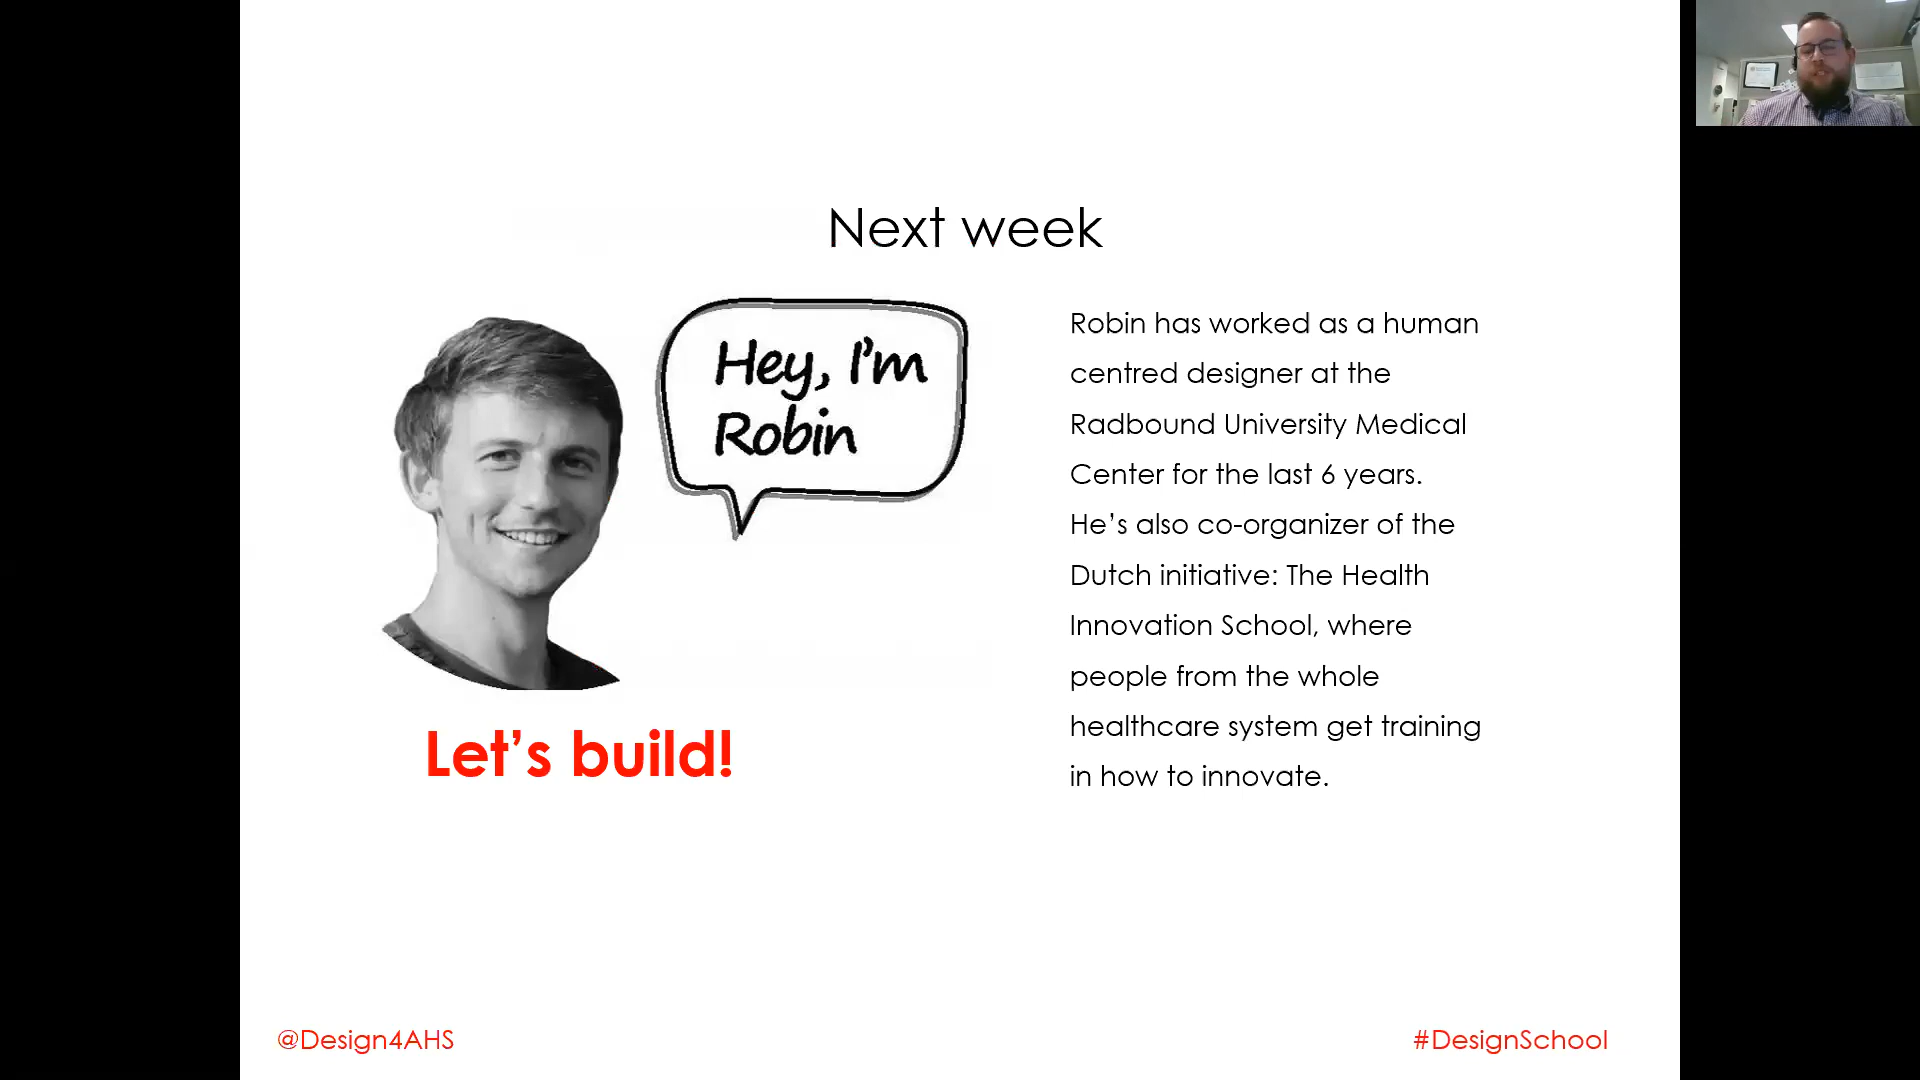 Next week
Hey, I'm
Robin
Robin has worked as a human
centred designer at the
Radbound University Medical
Center for the last 6 years.
He’s also co-organizer of the
Dutch initiative: The Health
Innovation School, where
people from the whole
healthcare system get training
in how to innovate.
Let’s build!
@Design4AHS
#DesignSchool